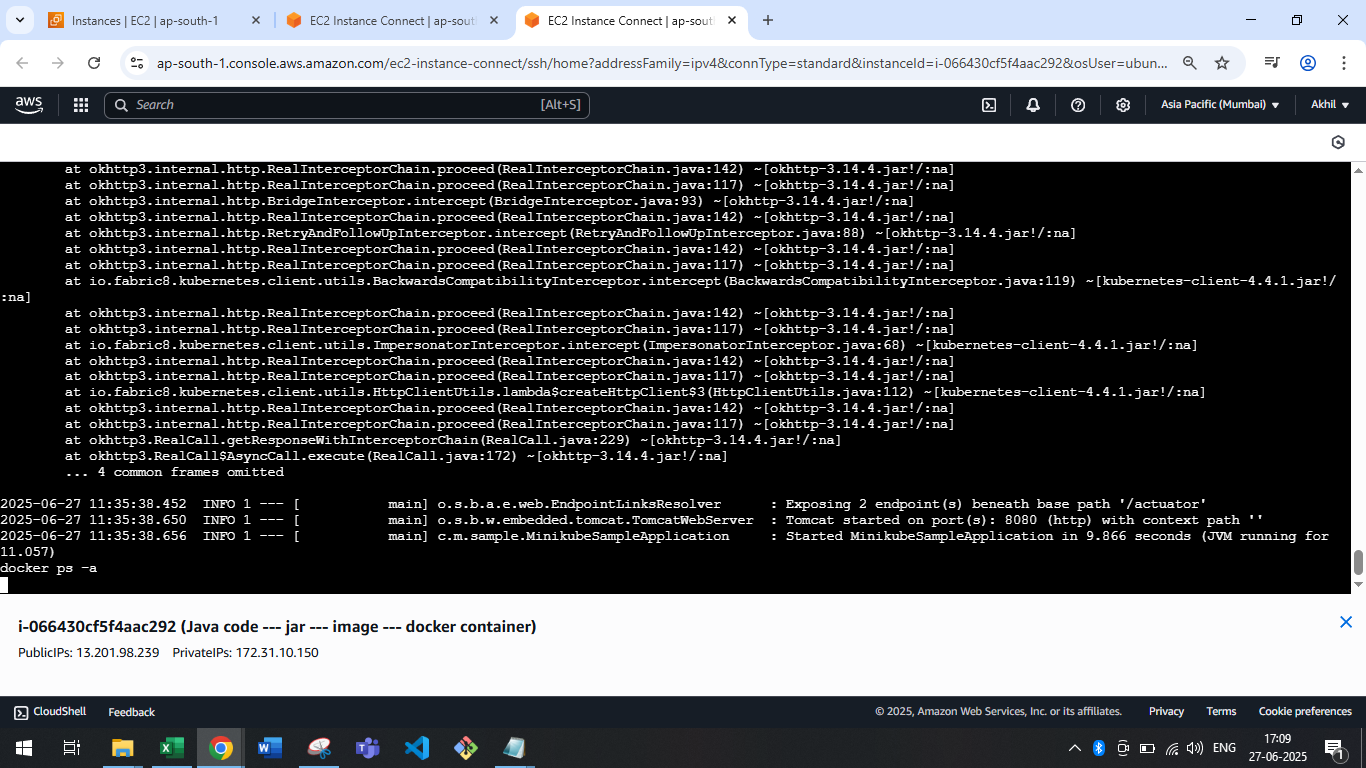 Instances | EC2 | ap-south-1
EC2 Instance Connect | ap-sout
EC2 Instance Connect | ap-sout
ap-south-1.console.aws.amazon.com/ec2-instance-connect/ssh/home?addressFamily=ipv4&connType=standard&instanceId=i-066430cf5f4aac292&osUser=ubun...
aws
Search
[Alt+S]
Asia Pacific (Mumbai)
Akhil
at okhttp3.internal.http.RealInterceptorChain.proceed(RealInterceptorChain.java:142) ~[okhttp-3.14.4.jar!/:na]
at okhttp3.internal.http.RealInterceptorChain.proceed(RealInterceptorChain.java:117) ~[okhttp-3.14.4.jar!/:na]
at okhttp3.internal.http.BridgeInterceptor.intercept(BridgeInterceptor.java:93) ~[okhttp-3.14.4.jar!/:na]
at okhttp3.internal.http.RealInterceptorChain.proceed(RealInterceptorChain.java:142) ~[okhttp-3.14.4.jar!/:na]
at okhttp3.internal.http.RetryAndFollowUpInterceptor.intercept(RetryAndFollowUpInterceptor.java:88) ~[okhttp-3.14.4.jar!/:na]
at okhttp3.internal.http.RealInterceptorChain.proceed(RealInterceptorChain.java:142) ~[okhttp-3.14.4.jar!/:na]
at okhttp3.internal.http.RealInterceptorChain.proceed(RealInterceptorChain.java:117) ~[okhttp-3.14.4.jar!/:na]
at io.fabric8.kubernetes.client.utils.BackwardsCompatibilityInterceptor.intercept(BackwardsCompatibilityInterceptor.java:119) ~[kubernetes-client-4.4.1.jar!/
:na]
at okhttp3.internal.http.RealInterceptorChain.proceed(RealInterceptorChain.java:142) ~[okhttp-3.14.4.jar!/:na]
at okhttp3.internal.http.RealInterceptorChain.proceed(RealInterceptorChain.java:117) ~[okhttp-3.14.4.jar!/:na]
at io.fabric8.kubernetes.client.utils.ImpersonatorInterceptor.intercept(ImpersonatorInterceptor.java:68) ~[kubernetes-client-4.4.1.jar!/:na]
at okhttp3.internal.http.RealInterceptorChain.proceed(RealInterceptorChain.java:142) ~[okhttp-3.14.4.jar!/:na]
at okhttp3.internal.http.RealInterceptorChain.proceed(RealInterceptorChain.java:117) ~[okhttp-3.14.4.jar!/:na]
at io.fabric8.kubernetes.client.utils.HttpClientUtils.lambda$createHttpClient$3(HttpClientUtils.java:112) ~[kubernetes-client-4.4.1.jar!/:na]
at okhttp3.internal.http.RealInterceptorChain.proceed(RealInterceptorChain.java:142) ~[okhttp-3.14.4.jar!/:na]
at okhttp3.internal.http.RealInterceptorChain.proceed(RealInterceptorChain.java:117) ~[okhttp-3.14.4.jar!/:na]
at okhttp3.RealCall.getResponseWithInterceptorChain(RealCall.java:229) ~[okhttp-3.14.4.jar!/:na]
at okhttp3.RealCall$AsyncCall.execute(RealCall.java:172) ~[okhttp-3.14.4.jar!/:na]
... 4 common frames omitted
2025-06-27 11:35:38.452  INFO 1 --- [           main] o.s.b.a.e.web.EndpointLinksResolver      : Exposing 2 endpoint(s) beneath base path '/actuator'
2025-06-27 11:35:38.650  INFO 1 --- [           main] o.s.b.w.embedded.tomcat.TomcatWebServer  : Tomcat started on port(s): 8080 (http) with context path ''
2025-06-27 11:35:38.656  INFO 1 --- [           main] c.m.sample.MinikubeSampleApplication     : Started MinikubeSampleApplication in 9.866 seconds (JVM running for
11.057)
docker ps -a
i-066430cf5f4aac292 (Java code --- jar --- image --- docker container)
PublicIPs: 13.201.98.239 PrivateIPs: 172.31.10.150
CloudShell
Feedback
© 2025, Amazon Web Services, Inc. or its affiliates.
Privacy
Terms
Cookie preferences
ENG
17:09
27-06-2025
1